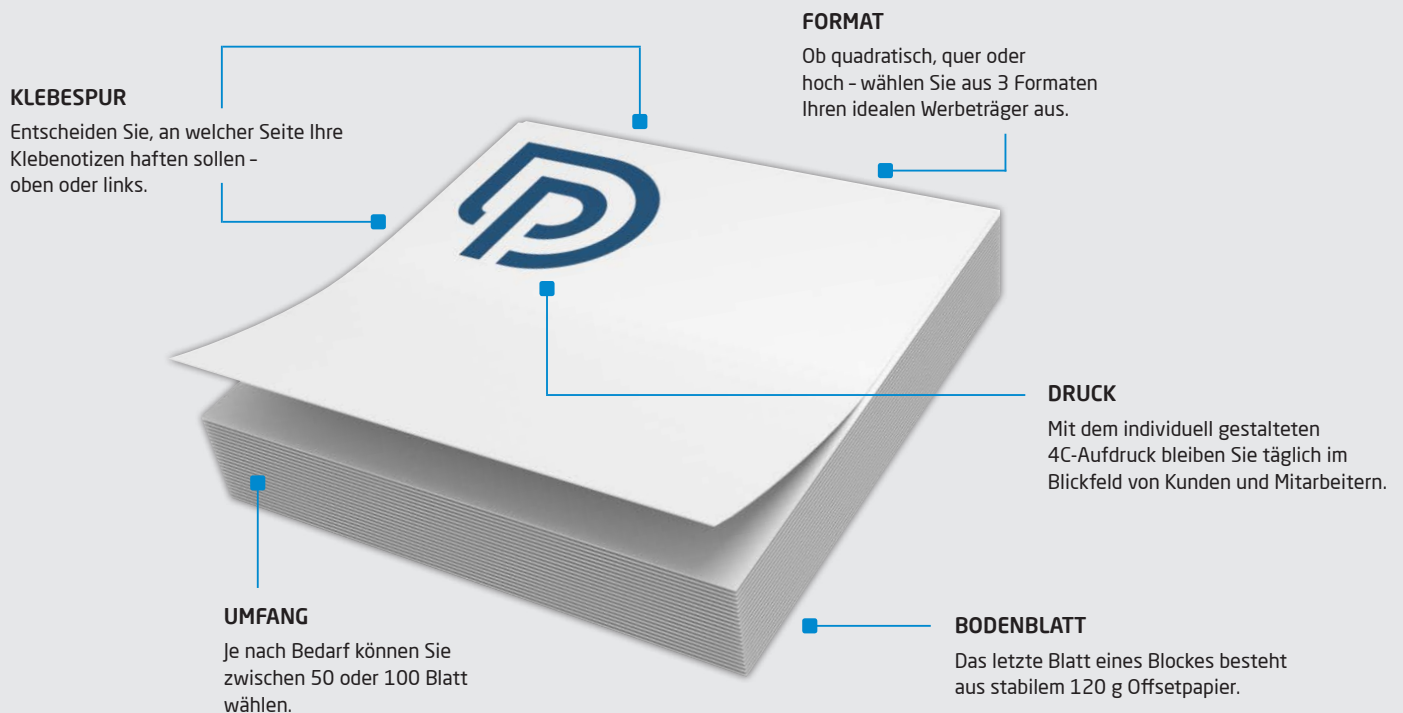 KLEBESPUR
Entscheiden Sie, an welcher Seite Ihre
Klebenotizen haften sollen –
oben oder links.
FORMAT
Ob quadratisch, quer oder
hoch – wählen Sie aus 3 Formaten
Ihren idealen Werbeträger aus.
DRUCK
Mit dem individuell gestalteten
4C-Aufdruck bleiben Sie täglich im
Blickfeld von Kunden und Mitarbeitern.
UMFANG
Je nach Bedarf können Sie
zwischen 50 oder 100 Blatt
wählen.
BODENBLATT
Das letzte Blatt eines Blockes besteht
aus stabilem 120 g Offsetpapier.